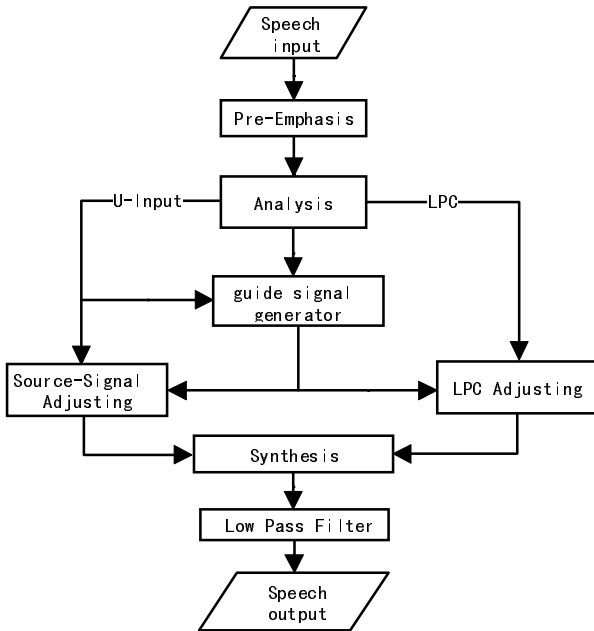 Speech
input
Pre-Emphasis
U-Input
Analysis
LPC
guide signal
generator
Source-Signal
Adjusting
LPC Adjusting
Synthesis
Low Pass Filter
Speech
output